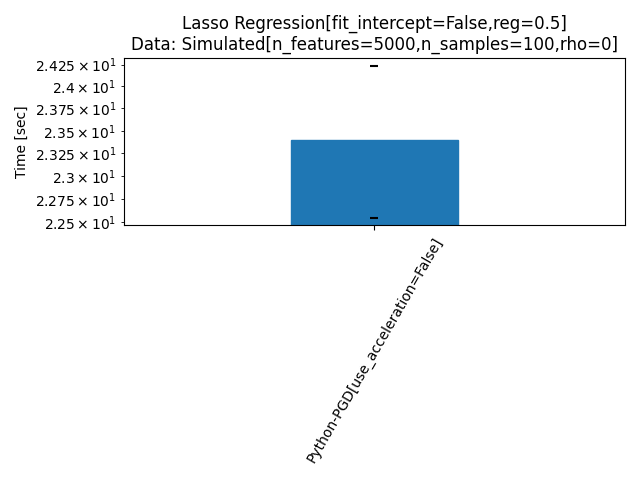 Lasso Regression[fit_intercept=False,reg=0.5]
Data: Simulated[n_features=5000,n_samples=100,rho=0]
Time [sec]
2.425 × 10¹
2.4 × 10¹
2.375 × 10¹
2.35 × 10¹
2.325 × 10¹
2.3 × 10¹
2.275 × 10¹
2.25 × 10¹
Python-PGD[use_acceleration=False]